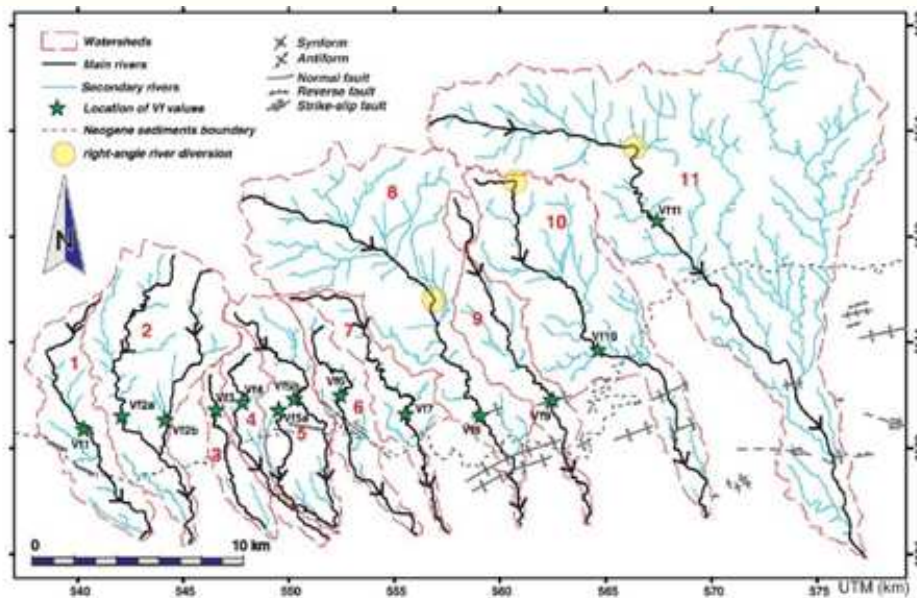 Watersheds
Main rivers
Secondary rivers
Location of Vf values
Neogene sediments boundary
right-angle river diversion
Synform
Antiform
Normal fault
Reverse fault
Strike-slip fault
N
1
2
3
4
5
6
7
8
9
10
11
Vf1
Vf2a
Vf2b
Vf3
Vf4
Vf5a
Vf5b
Vf6
Vf7
Vf8
Vf9
Vf10
Vf11
0 10 km
540 545 550 555 560 565 570 575 UTM (km)